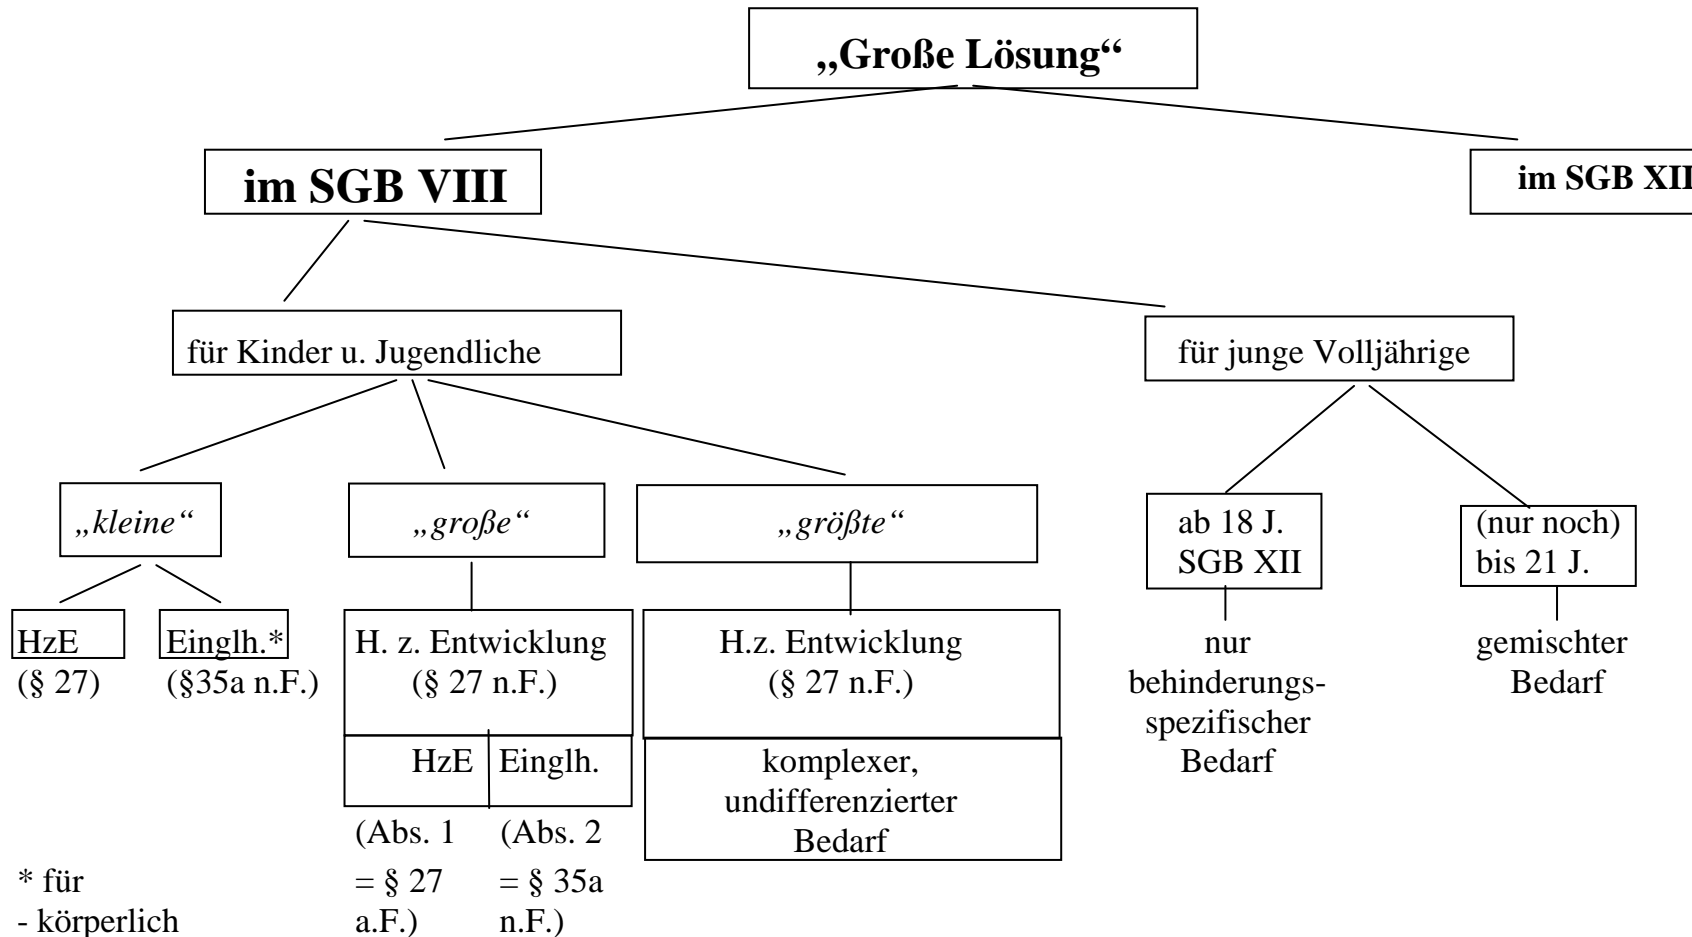 „Große Lösung“
im SGB VIII
im SGB XII
für Kinder u. Jugendliche
für junge Volljährige
„kleine“
„große“
„größte“
ab 18 J.
SGB XII
(nur noch)
bis 21 J.
HzE
(§ 27)
Einglh.*
(§35a n.F.)
H. z. Entwicklung
(§ 27 n.F.)
H.z. Entwicklung
(§ 27 n.F.)
nur
behinderungs-
spezifischer
Bedarf
gemischter
Bedarf
HzE
Einglh.
komplexer,
undifferenzierter
Bedarf
(Abs. 1
= § 27
a.F.)
(Abs. 2
= § 35a
n.F.)
* für
- körperlich